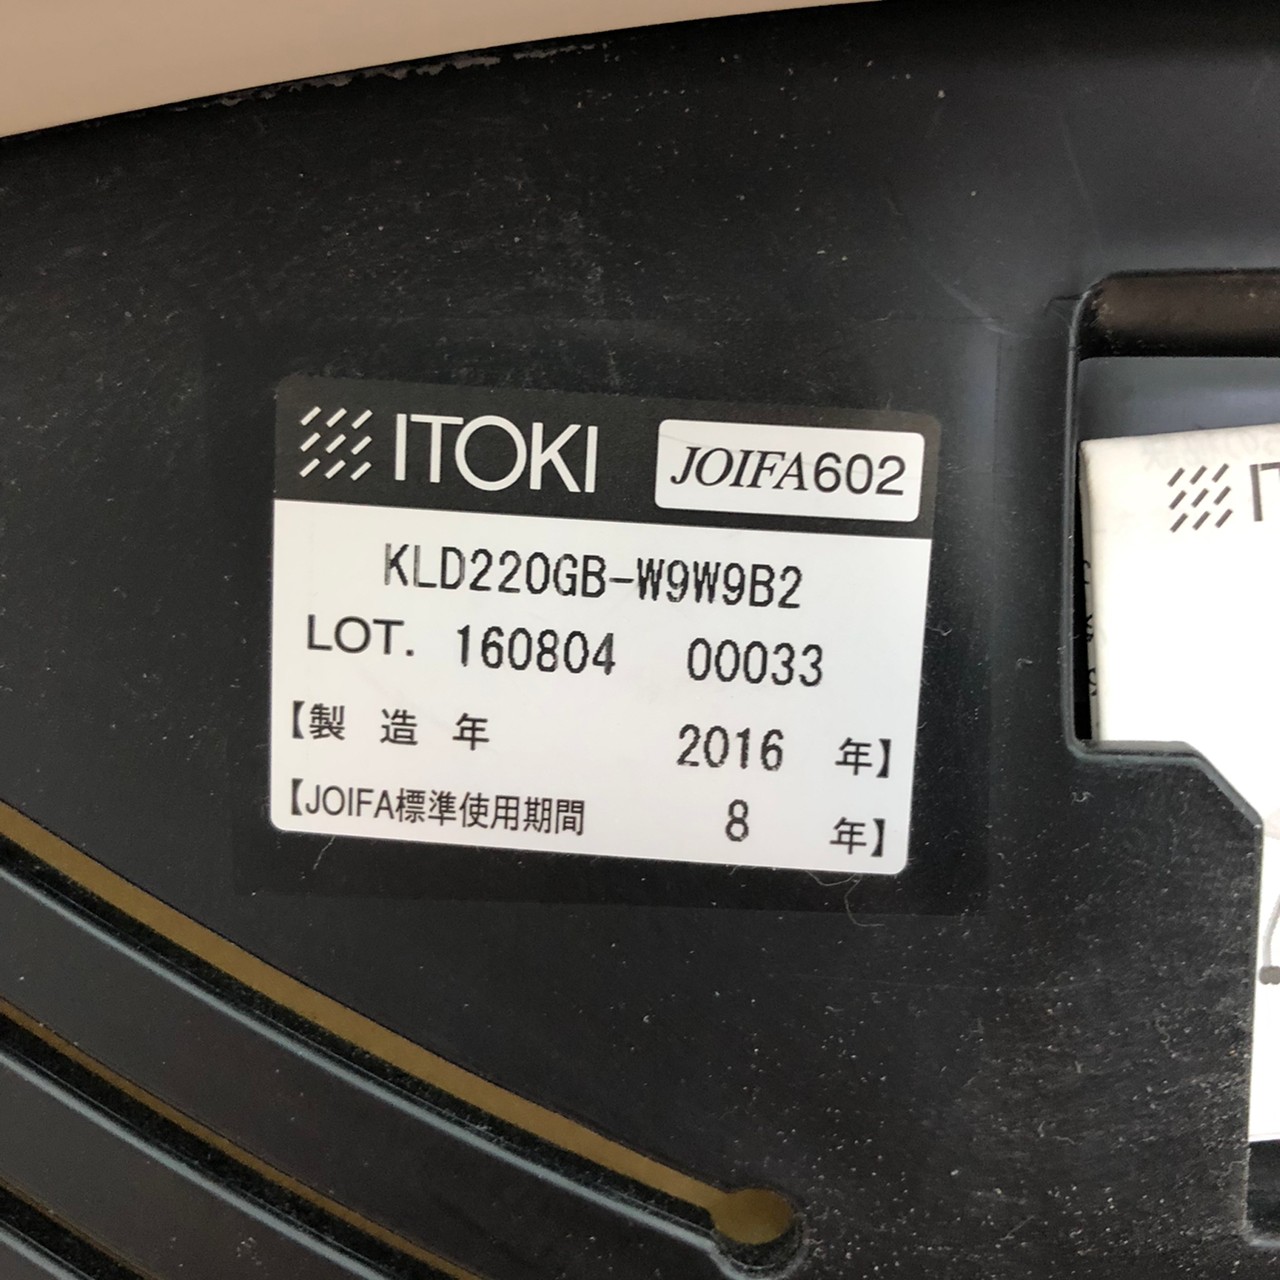 ITOKI JOIFA602
KLD220GB-W9W9B2
LOT. 160804 00033
【製造年 2016 年】
【JOIFA標準使用期間 8 年】
IT